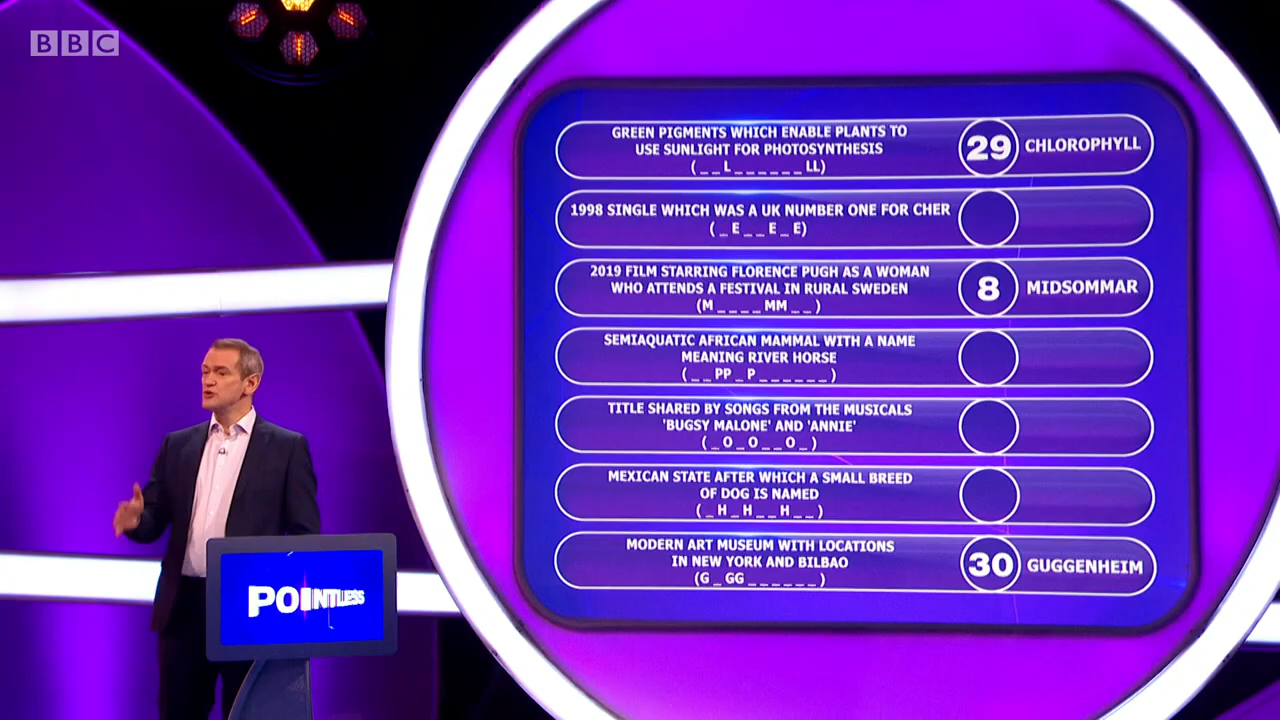 BBC
GREEN PIGMENTS WHICH ENABLE PLANTS TO
USE SUNLIGHT FOR PHOTOSYNTHESIS
(_ _ L _ _ _ _ _ _ LL)
29 CHLOROPHYLL
1998 SINGLE WHICH WAS A UK NUMBER ONE FOR CHER
(_ E _ _ E _ E)
2019 FILM STARRING FLORENCE PUGH AS A WOMAN
WHO ATTENDS A FESTIVAL IN RURAL SWEDEN
(M _ _ _ _ MM _ _)
8 MIDSOMMAR
SEMIAQUATIC AFRICAN MAMMAL WITH A NAME
MEANING RIVER HORSE
(_ _ PP _ P _ _ _ _ _ _)
TITLE SHARED BY SONGS FROM THE MUSICALS
'BUGSY MALONE' AND 'ANNIE'
(_ O _ O _ _ O _)
MEXICAN STATE AFTER WHICH A SMALL BREED
OF DOG IS NAMED
(_ H _ H _ _ H _ _)
MODERN ART MUSEUM WITH LOCATIONS
IN NEW YORK AND BILBAO
(G _ GG _ _ _ _ _ _)
30 GUGGENHEIM
POINTLESS